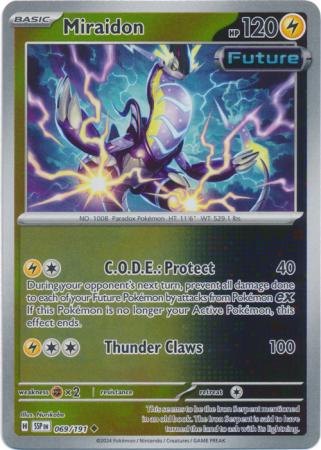 BASIC
Miraidon
HP 120
Future
NO. 1008 Paradox Pokémon HT: 11'6" WT: 529.1 lbs.
C.O.D.E.: Protect 40
During your opponent's next turn, prevent all damage done
to each of your Future Pokémon by attacks from Pokémon ex.
If this Pokémon is no longer your Active Pokémon, this
effect ends.
Thunder Claws 100
weakness ×2 resistance retreat
Illus. Nurikabe
H SSP EN 069/191
This seems to be the Iron Serpent mentioned
in an old book. The Iron Serpent is said to have
turned the land to ash with its lightning.
©2024 Pokémon / Nintendo / Creatures / GAME FREAK